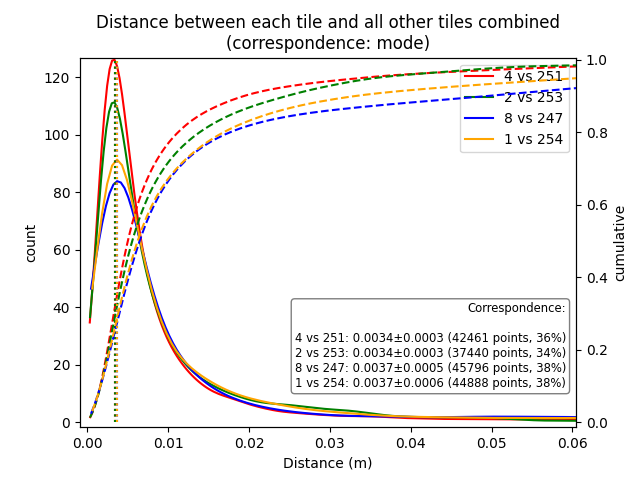 Distance between each tile and all other tiles combined
(correspondence: mode)
4 vs 251
2 vs 253
8 vs 247
1 vs 254
Correspondence:
4 vs 251: 0.0034±0.0003 (42461 points, 36%)
2 vs 253: 0.0034±0.0003 (37440 points, 34%)
8 vs 247: 0.0037±0.0005 (45796 points, 38%)
1 vs 254: 0.0037±0.0006 (44888 points, 38%)
count
0
20
40
60
80
100
120
cumulative
0.0
0.2
0.4
0.6
0.8
1.0
0.00 0.01 0.02 0.03 0.04 0.05 0.06
Distance (m)